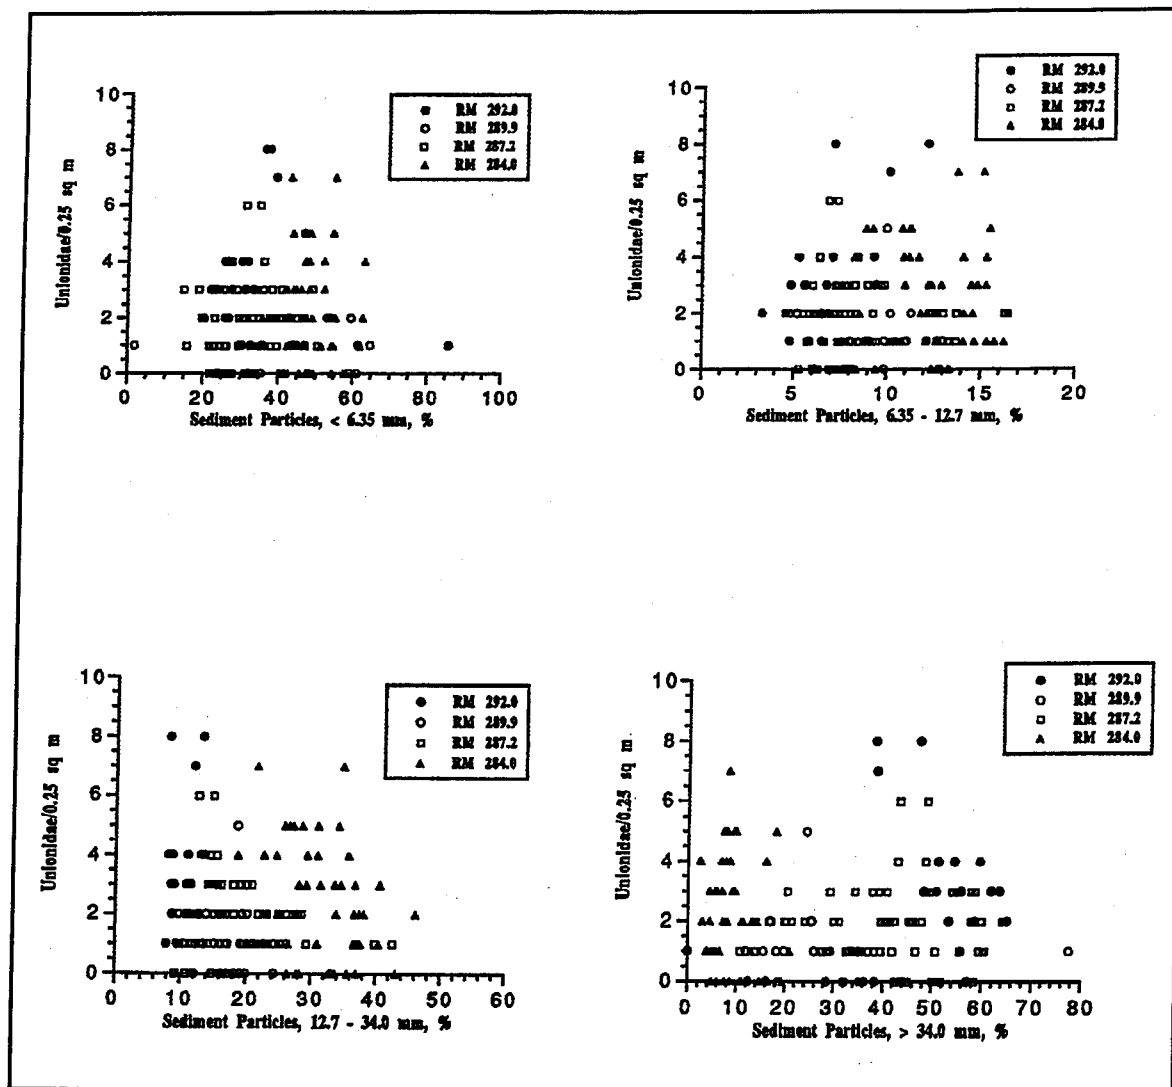 RM 292.0
RM 289.9
RM 287.2
RM 284.0
10
8
6
4
2
0
Unionidae/0.25 sq m
0 20 40 60 80 100
Sediment Particles, < 6.35 mm, %
RM 292.0
RM 289.9
RM 287.2
RM 284.0
10
8
6
4
2
0
Unionidae/0.25 sq m
0 5 10 15 20
Sediment Particles, 6.35 - 12.7 mm, %
RM 292.0
RM 289.9
RM 287.2
RM 284.0
10
8
6
4
2
0
Unionidae/0.25 sq m
0 10 20 30 40 50 60
Sediment Particles, 12.7 - 34.0 mm, %
RM 292.0
RM 289.9
RM 287.2
RM 284.0
10
8
6
4
2
0
Unionidae/0.25 sq m
0 10 20 30 40 50 60 70 80
Sediment Particles, > 34.0 mm, %